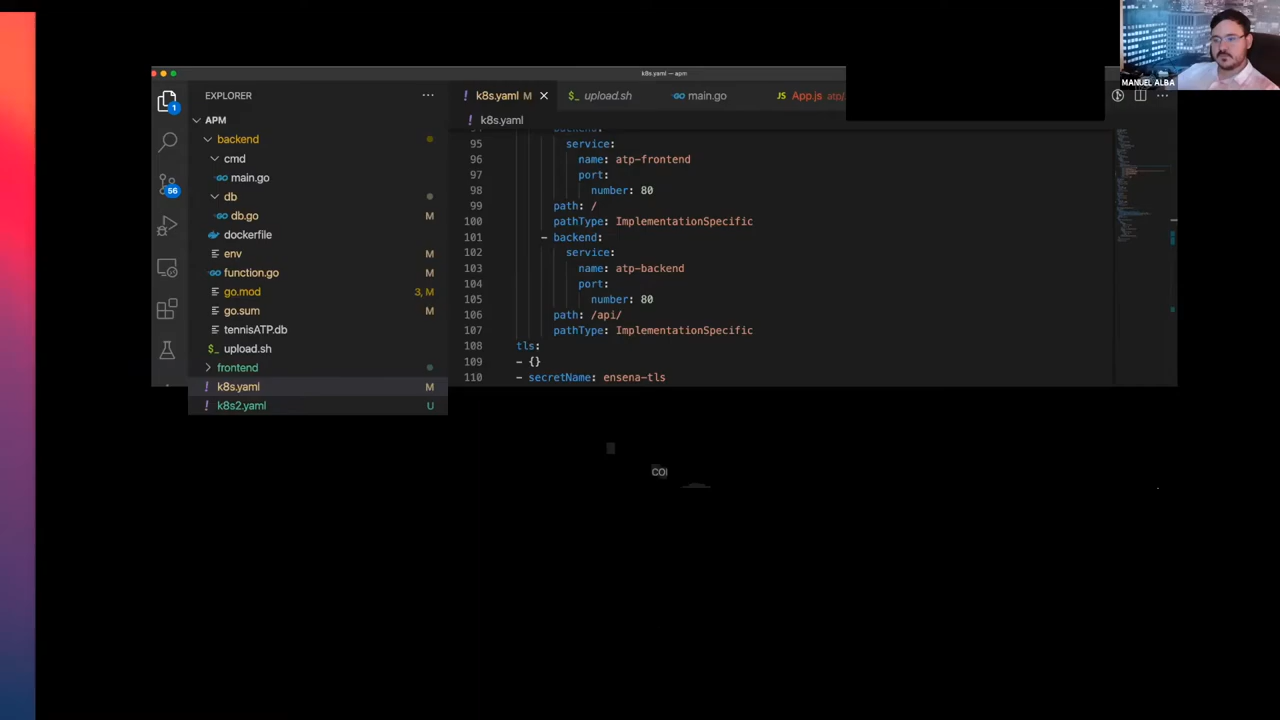 MANUEL ALBA
k8s.yaml — apm
EXPLORER
1
56
APM
backend
cmd
main.go
db
db.go M
dockerfile
env
function.go M
go.mod 3, M
go.sum M
tennisATP.db
$ upload.sh
frontend
! k8s.yaml M
! k8s2.yaml U
! k8s.yaml M
$ upload.sh
main.go
JS App.js atp/
! k8s.yaml
95 service:
96 name: atp-frontend
97 port:
98 number: 80
99 path: /
100 pathType: ImplementationSpecific
101 - backend:
102 service:
103 name: atp-backend
104 port:
105 number: 80
106 path: /api/
107 pathType: ImplementationSpecific
108 tls:
109 - {}
110 - secretName: ensena-tls